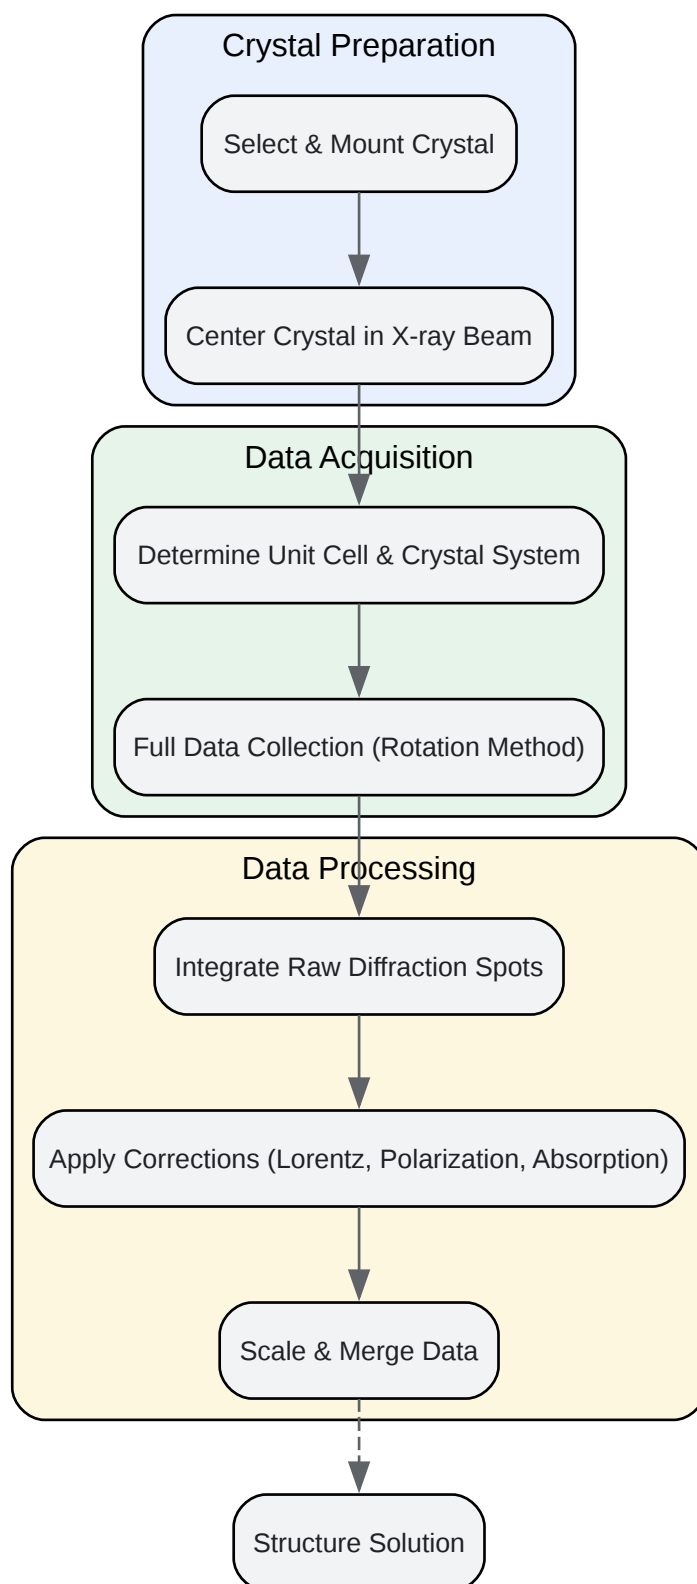 Crystal Preparation
Select & Mount Crystal
Center Crystal in X-ray Beam
Data Acquisition
Determine Unit Cell & Crystal System
Full Data Collection (Rotation Method)
Data Processing
Integrate Raw Diffraction Spots
Apply Corrections (Lorentz, Polarization, Absorption)
Scale & Merge Data
Structure Solution